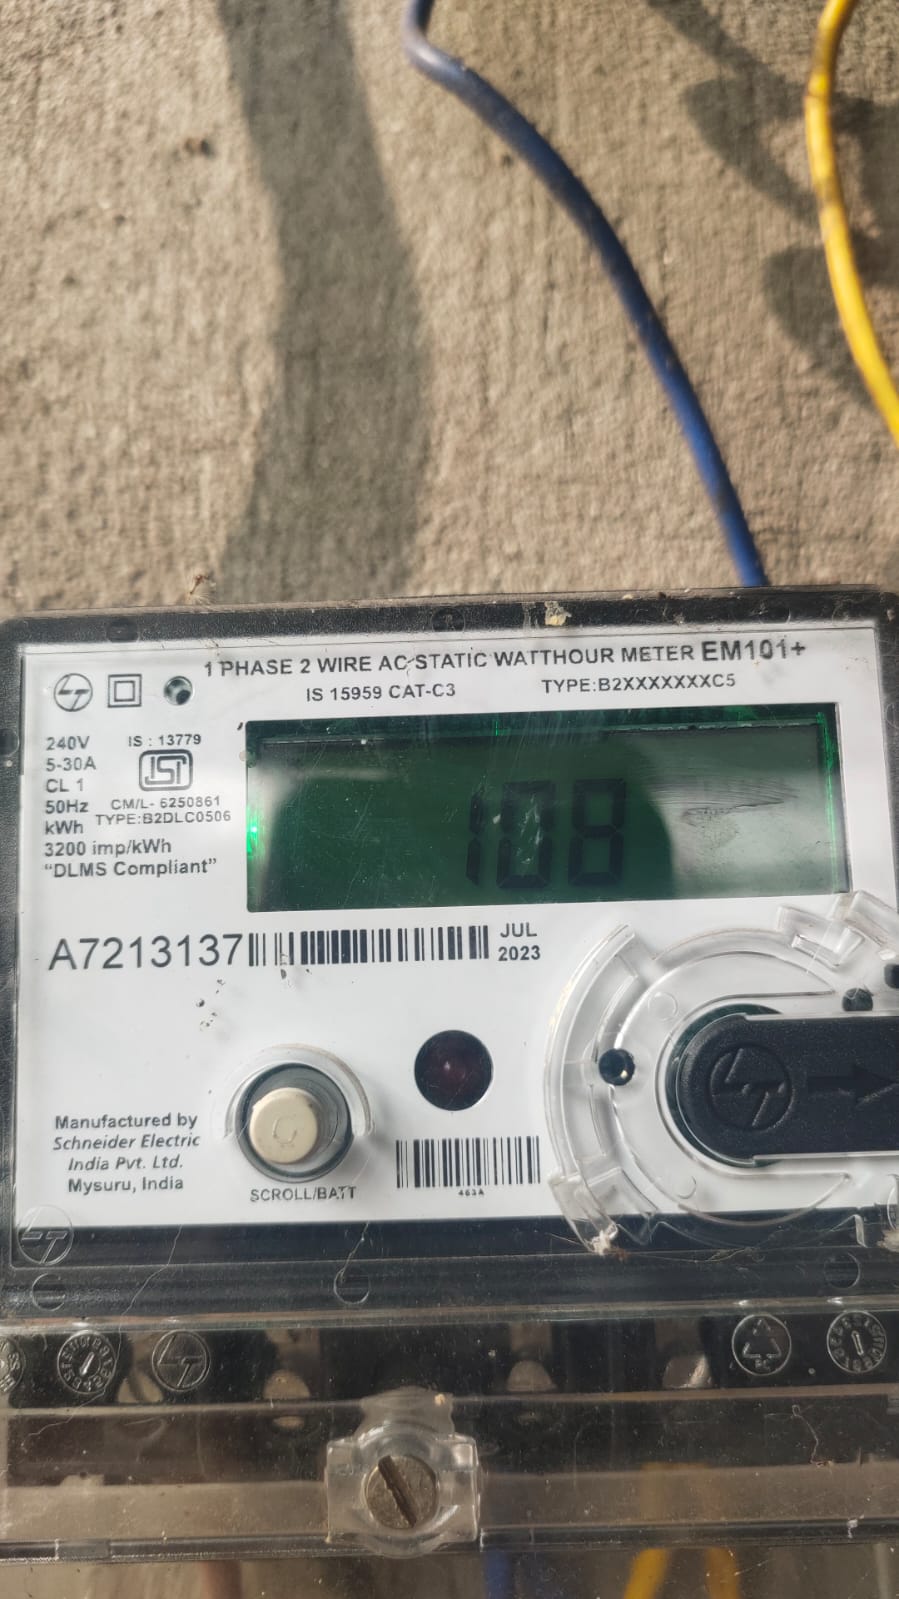 1 PHASE 2 WIRE AC STATIC WATTHOUR METER EM101+
IS 15959 CAT-C3 TYPE:B2XXXXXXXC5
240V IS : 13779
5-30A
CL 1
50Hz CM/L- 6250861
kWh TYPE:B2DLC0506
3200 imp/kWh
"DLMS Compliant"
108
A7213137 JUL
2023
Manufactured by
Schneider Electric
India Pvt. Ltd.
Mysuru, India
SCROLL/BATT
463A